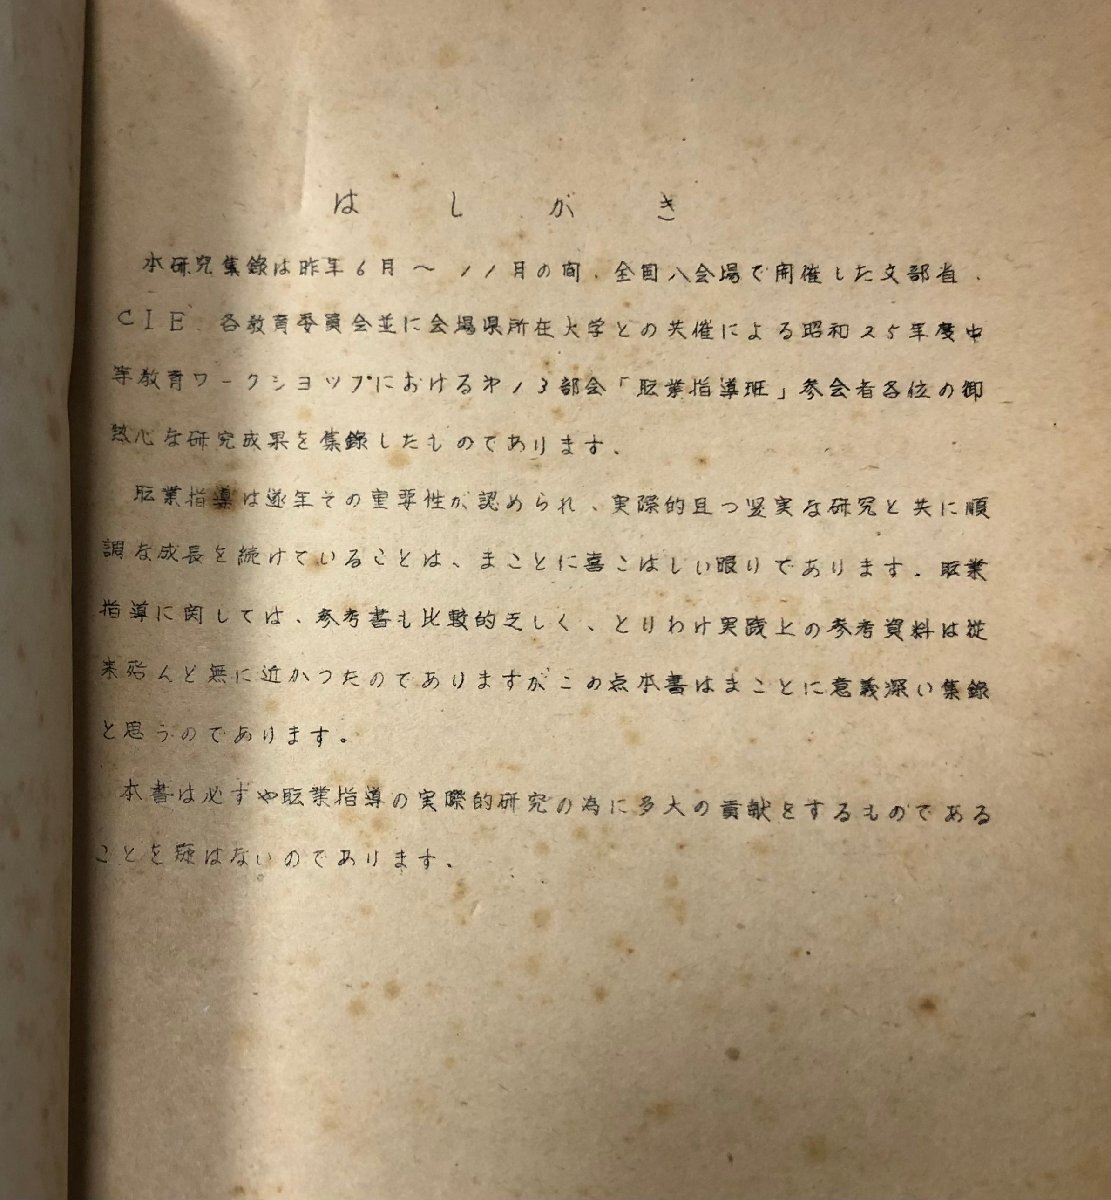 はしがき
本研究集録は昨年6月〜11月の間、全国八会場で開催した文部省、
CIE、各教育委員会並に会場県所在大学との共催による昭和25年度中
等教育ワークショップにおける第13部会「職業指導班」参会者各位の御
熱心な研究成果を集録したものであります、
職業指導は逐年その重要性が認められ、実際的且つ堅実な研究と共に順
調な成長を続けていることは、まことに喜こばしい限りであります、職業
指導に関しては、参考書も比較的乏しく、とりわけ実践上の参考資料は従
来殆んど無に近かつたのでありますがこの点本書はまことに意義深い集録
と思うのであります。
本書は必ずや職業指導の実際的研究の為に多大の貢献をするものである
ことを疑はないのであります、